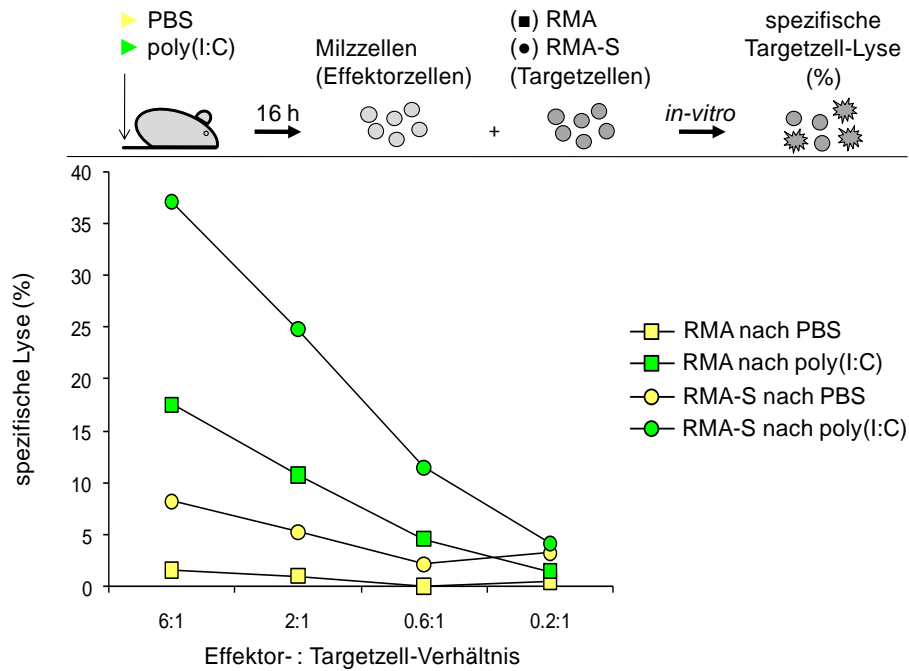 PBS
poly(I:C)
Milzzellen
(Effektorzellen)
(■) RMA
(●) RMA-S
(Targetzellen)
spezifische
Targetzell-Lyse
(%)
16 h
+
in-vitro
spezifische Lyse (%)
40
35
30
25
20
15
10
5
0
6:1
2:1
0.6:1
0.2:1
Effektor- : Targetzell-Verhältnis
RMA nach PBS
RMA nach poly(I:C)
RMA-S nach PBS
RMA-S nach poly(I:C)